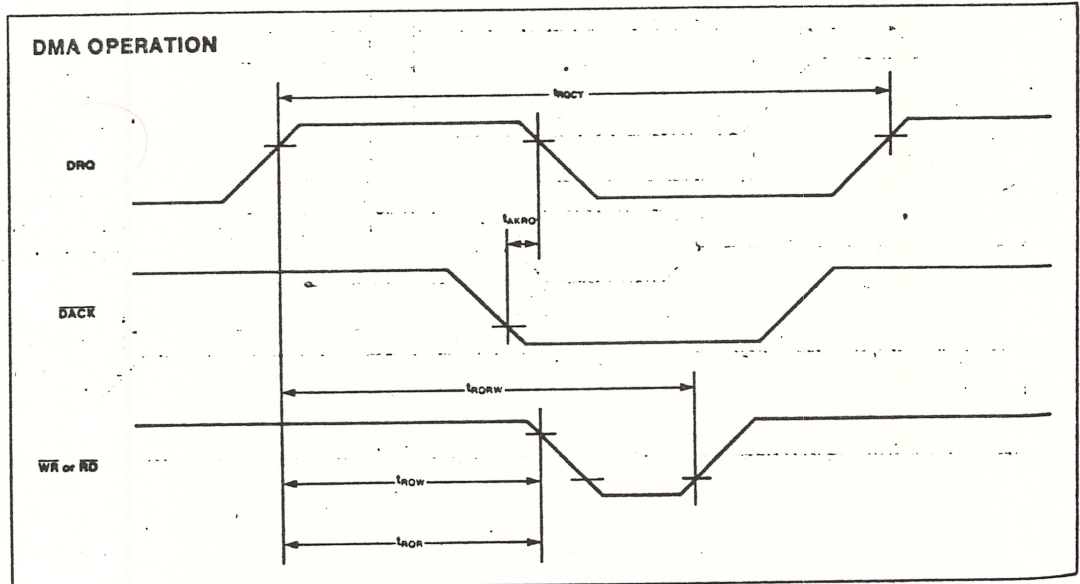 DMA OPERATION
tRQCY
DRQ
tAKRQ
DACK
tRQRW
WR or RD
tRQW
tRQR